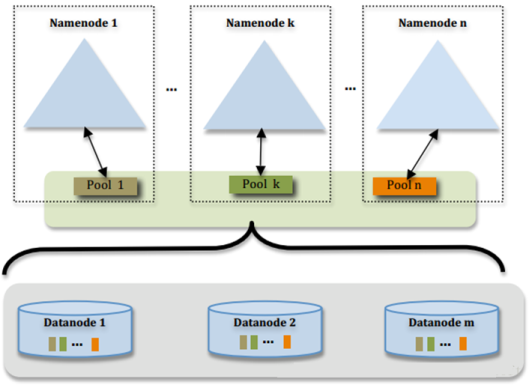 Namenode 1 Namenode k Namenode n
... ...
Pool 1 Pool k Pool n
Datanode 1 Datanode 2 Datanode m
... ... ...